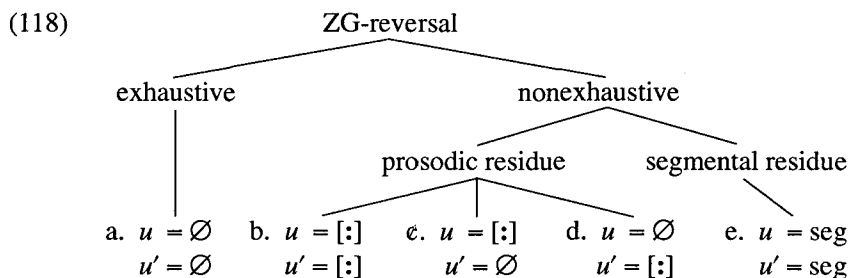 (118) ZG-reversal
exhaustive nonexhaustive
prosodic residue segmental residue
a. u = ∅ b. u = [:] c. u = [:] d. u = ∅ e. u = seg
u′ = ∅ u′ = [:] u′ = ∅ u′ = [:] u′ = seg